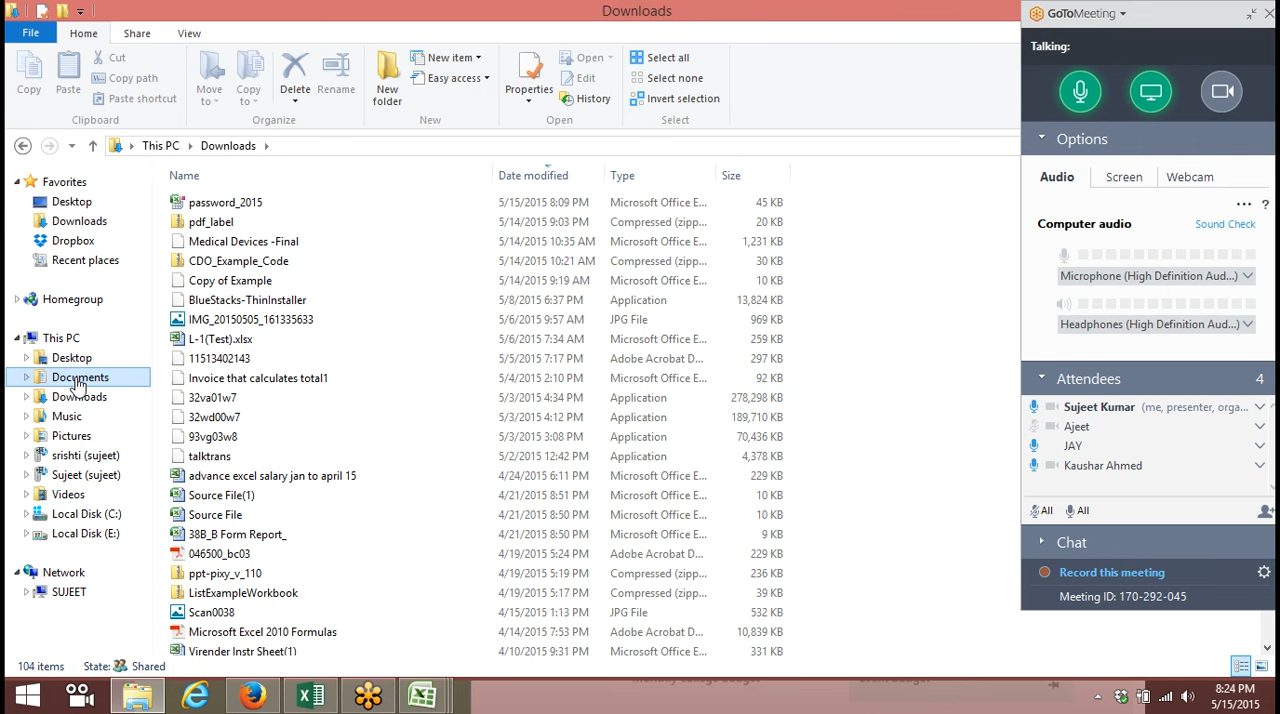 Downloads
GoToMeeting
File Home Share View
Talking:
Copy
Paste
Cut
Copy path
Paste shortcut
Clipboard
Move to
Copy to
Delete
Rename
Organize
New folder
New item
Easy access
New
Properties
Open
Edit
History
Open
Select all
Select none
Invert selection
Select
Options
This PC Downloads
Audio Screen Webcam
... ?
Computer audio Sound Check
Microphone (High Definition Aud...)
Headphones (High Definition Aud...)
Attendees 4
Sujeet Kumar (me, presenter, orga...
Ajeet
JAY
Kaushar Ahmed
All All
Chat
Record this meeting
Meeting ID: 170-292-045
Favorites
Desktop
Downloads
Dropbox
Recent places
Homegroup
This PC
Desktop
Documents
Downloads
Music
Pictures
srishti (sujeet)
Sujeet (sujeet)
Videos
Local Disk (C:)
Local Disk (E:)
Network
SUJEET
Name Date modified Type Size
password_2015 5/15/2015 8:09 PM Microsoft Office E... 45 KB
pdf_label 5/14/2015 9:03 PM Compressed (zipp... 20 KB
Medical Devices -Final 5/14/2015 10:35 AM Microsoft Office E... 1,231 KB
CDO_Example_Code 5/14/2015 10:21 AM Compressed (zipp... 30 KB
Copy of Example 5/14/2015 9:19 AM Microsoft Office E... 10 KB
BlueStacks-ThinInstaller 5/8/2015 6:37 PM Application 13,824 KB
IMG_20150505_161335633 5/6/2015 9:57 AM JPG File 969 KB
L-1(Test).xlsx 5/6/2015 7:34 AM Microsoft Office E... 259 KB
11513402143 5/5/2015 7:17 PM Adobe Acrobat D... 297 KB
Invoice that calculates total1 5/4/2015 2:10 PM Microsoft Office E... 92 KB
32va01w7 5/3/2015 4:34 PM Application 278,298 KB
32wd00w7 5/3/2015 4:12 PM Application 189,710 KB
93vg03w8 5/3/2015 3:08 PM Application 70,436 KB
talktrans 5/2/2015 12:42 PM Application 4,378 KB
advance excel salary jan to april 15 4/24/2015 6:11 PM Microsoft Office E... 229 KB
Source File(1) 4/21/2015 8:51 PM Microsoft Office E... 10 KB
Source File 4/21/2015 8:50 PM Microsoft Office E... 10 KB
38B_B Form Report_ 4/21/2015 8:50 PM Microsoft Office E... 9 KB
046500_bc03 4/19/2015 5:24 PM Adobe Acrobat D... 229 KB
ppt-pixy_v_110 4/19/2015 5:19 PM Compressed (zipp... 236 KB
ListExampleWorkbook 4/19/2015 5:17 PM Compressed (zipp... 39 KB
Scan0038 4/15/2015 1:13 PM JPG File 532 KB
Microsoft Excel 2010 Formulas 4/14/2015 7:53 PM Adobe Acrobat D... 10,839 KB
Virender Instr Sheet(1) 4/10/2015 9:31 PM Microsoft Office E... 331 KB
104 items State: Shared
8:24 PM
5/15/2015